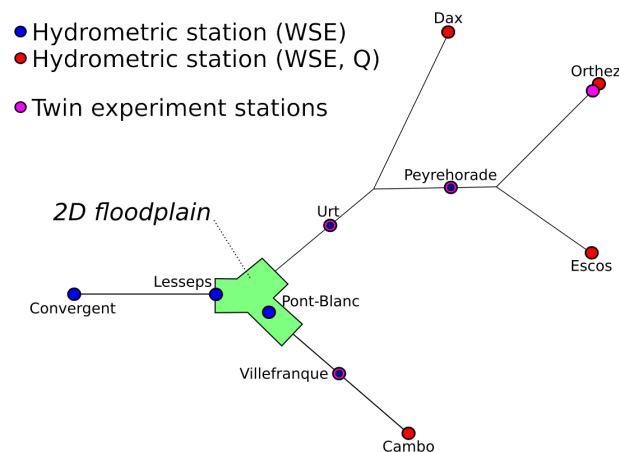 Hydrometric station (WSE)
Hydrometric station (WSE, Q)
Twin experiment stations
Dax
Orthez
Peyrehorade
Urt
2D floodplain
Escos
Lesseps
Pont-Blanc
Convergent
Villefranque
Cambo